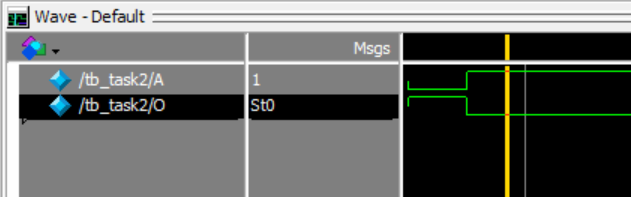 Wave - Default
Msgs
/tb_task2/A 1
/tb_task2/O St0